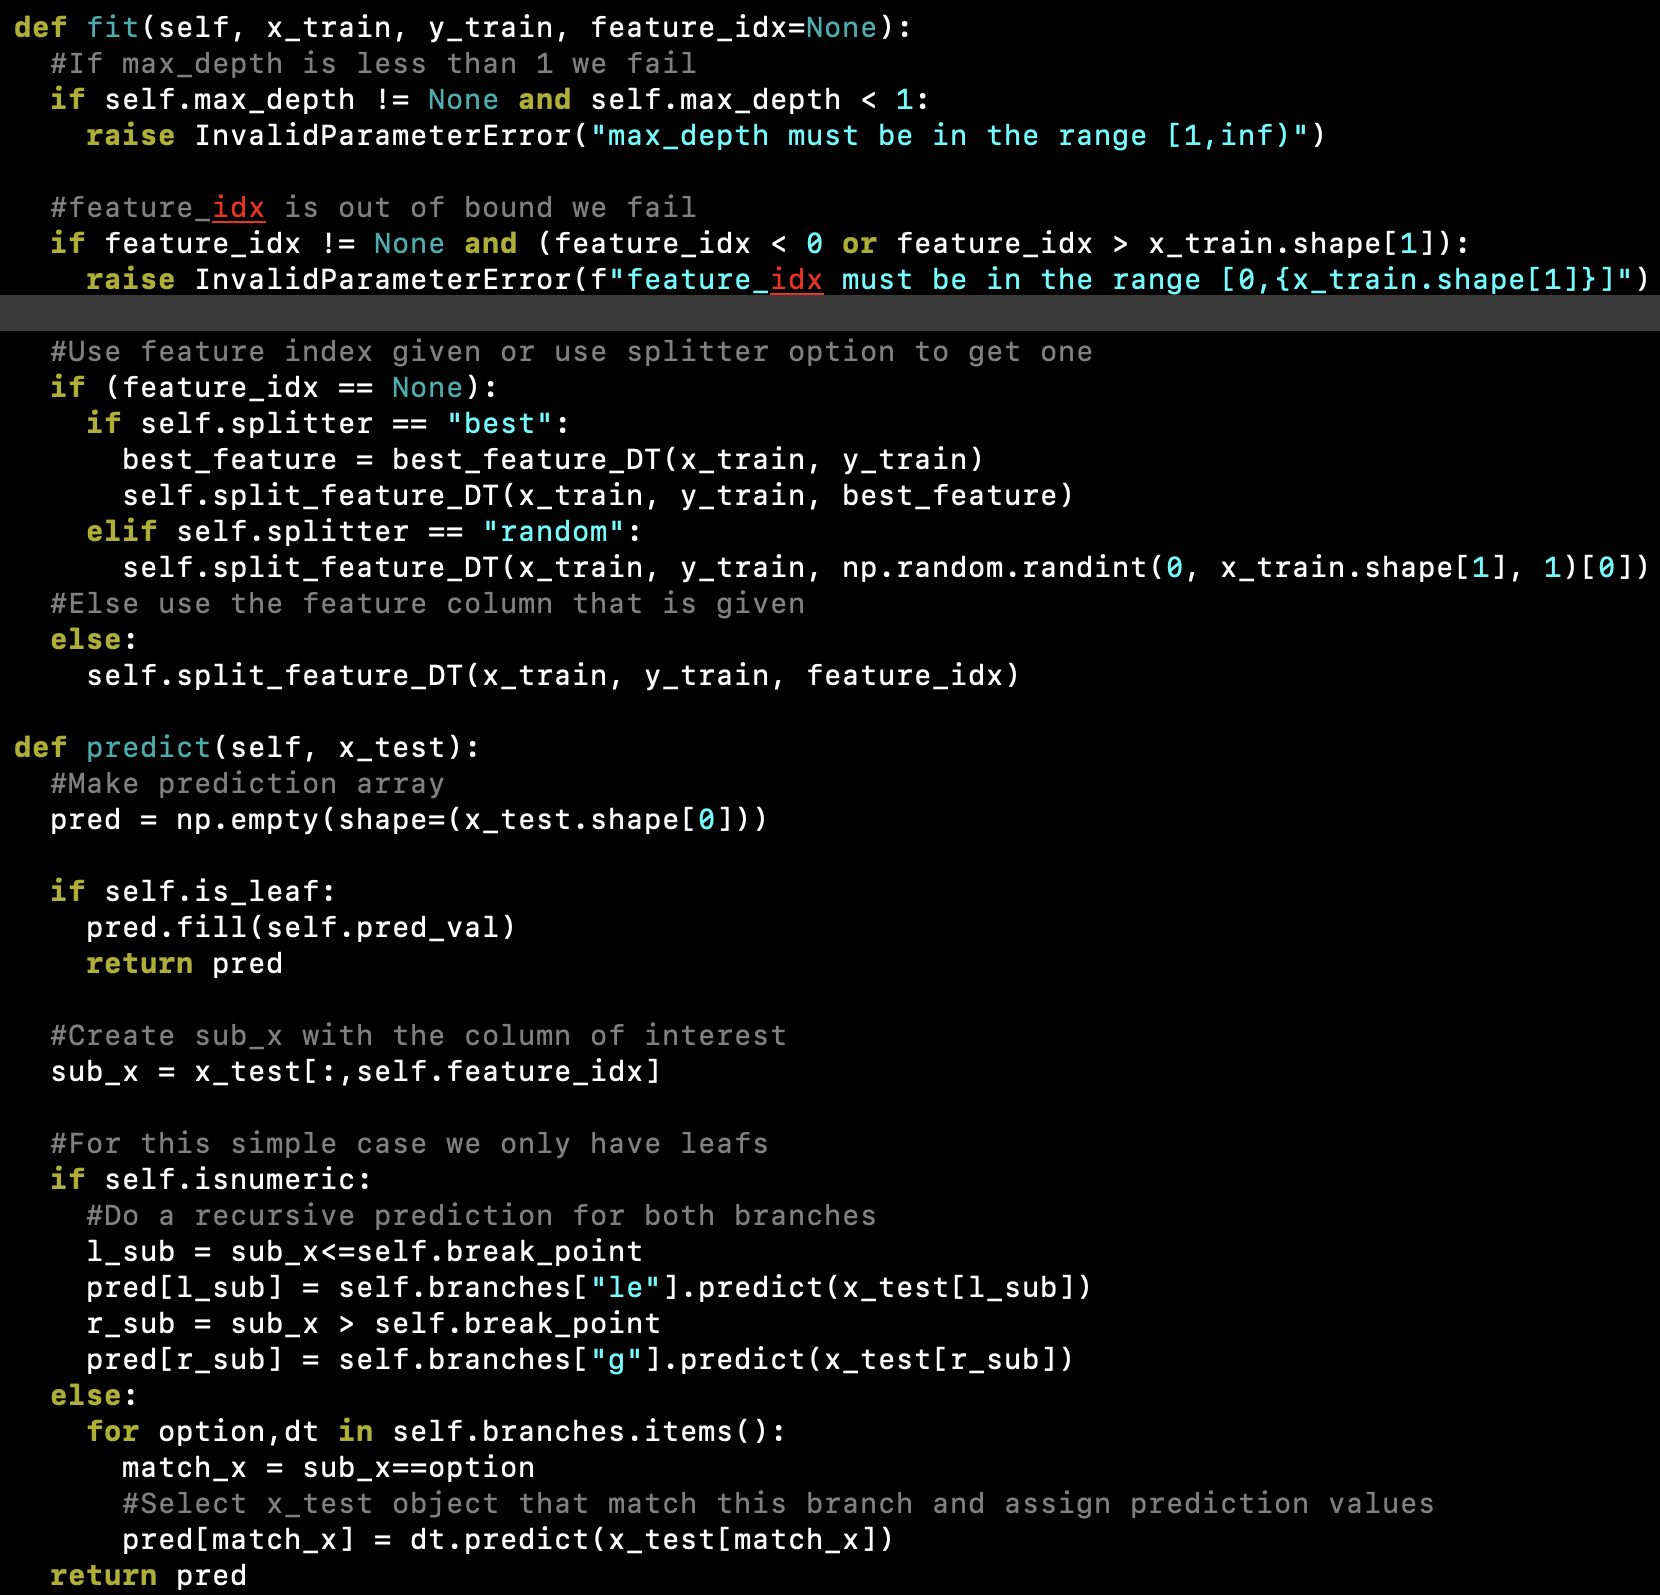 def fit(self, x_train, y_train, feature_idx=None):
  #If max_depth is less than 1 we fail
  if self.max_depth != None and self.max_depth < 1:
    raise InvalidParameterError("max_depth must be in the range [1,inf)")

  #feature_idx is out of bound we fail
  if feature_idx != None and (feature_idx < 0 or feature_idx > x_train.shape[1]):
    raise InvalidParameterError(f"feature_idx must be in the range [0,{x_train.shape[1]}]")

  #Use feature index given or use splitter option to get one
  if (feature_idx == None):
    if self.splitter == "best":
      best_feature = best_feature_DT(x_train, y_train)
      self.split_feature_DT(x_train, y_train, best_feature)
    elif self.splitter == "random":
      self.split_feature_DT(x_train, y_train, np.random.randint(0, x_train.shape[1], 1)[0])
  #Else use the feature column that is given
  else:
    self.split_feature_DT(x_train, y_train, feature_idx)

def predict(self, x_test):
  #Make prediction array
  pred = np.empty(shape=(x_test.shape[0]))

  if self.is_leaf:
    pred.fill(self.pred_val)
    return pred

  #Create sub_x with the column of interest
  sub_x = x_test[:,self.feature_idx]

  #For this simple case we only have leafs
  if self.isnumeric:
    #Do a recursive prediction for both branches
    l_sub = sub_x<=self.break_point
    pred[l_sub] = self.branches["le"].predict(x_test[l_sub])
    r_sub = sub_x > self.break_point
    pred[r_sub] = self.branches["g"].predict(x_test[r_sub])
  else:
    for option,dt in self.branches.items():
      match_x = sub_x==option
      #Select x_test object that match this branch and assign prediction values
      pred[match_x] = dt.predict(x_test[match_x])
  return pred